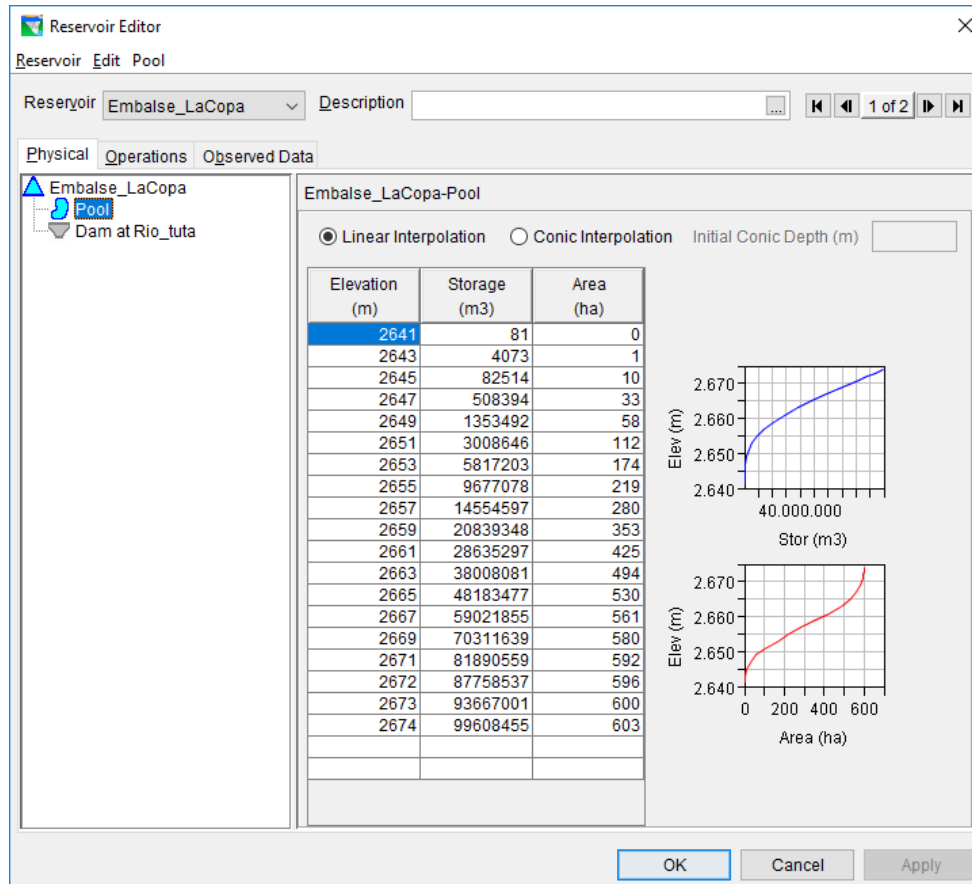 Reservoir Editor
Reservoir Edit Pool
Reservoir Embalse_LaCopa Description ... 1 of 2
Physical Operations Observed Data
Embalse_LaCopa
Pool
Dam at Rio_tuta
Embalse_LaCopa-Pool
Linear Interpolation Conic Interpolation Initial Conic Depth (m)
Elevation Storage Area
(m) (m3) (ha)
2641 81 0
2643 4073 1
2645 82514 10
2647 508394 33
2649 1353492 58
2651 3008646 112
2653 5817203 174
2655 9677078 219
2657 14554597 280
2659 20839348 353
2661 28635297 425
2663 38008081 494
2665 48183477 530
2667 59021855 561
2669 70311639 580
2671 81890559 592
2672 87758537 596
2673 93667001 600
2674 99608455 603
Elev (m)
2.670
2.660
2.650
2.640
40.000.000
Stor (m3)
Elev (m)
2.670
2.660
2.650
2.640
0 200 400 600
Area (ha)
OK Cancel Apply